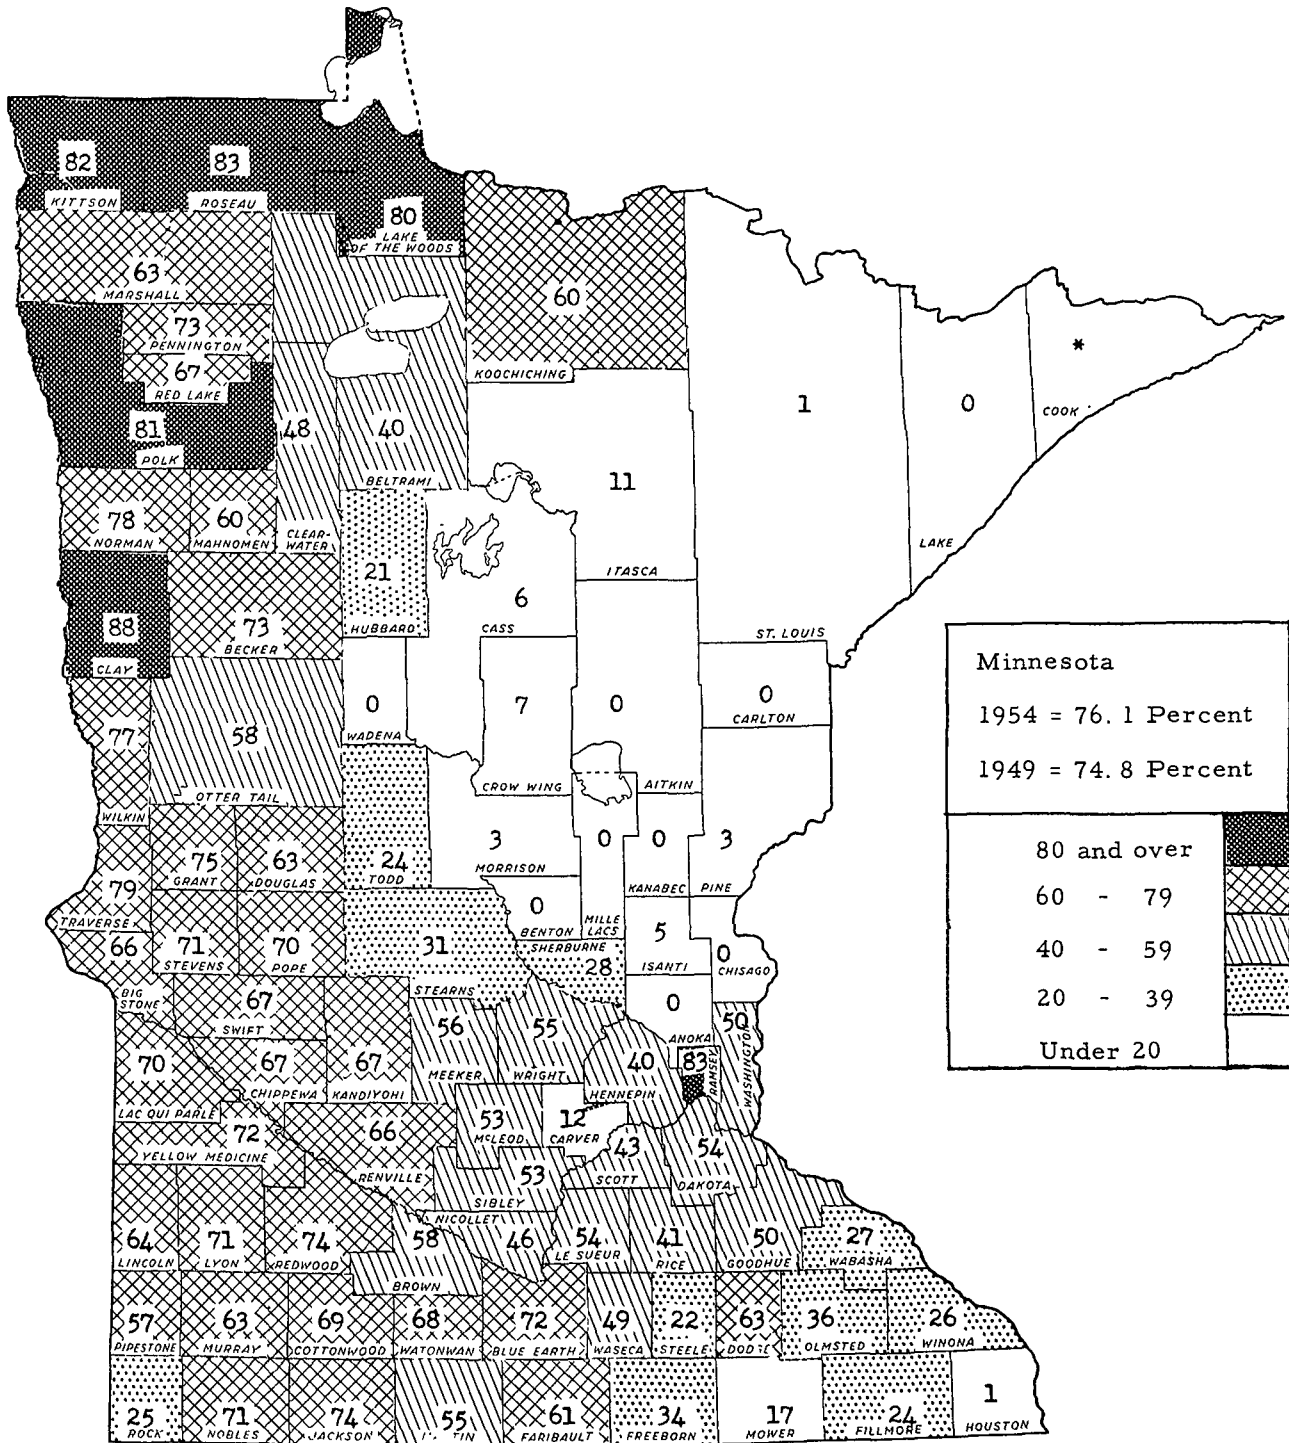 82
83
KITTSON
ROSEAU
80
LAKE
OF THE WOODS
63
MARSHALL
60
KOOCHICHING
73
PENNINGTON
67
RED LAKE
81
POLK
48
CLEAR-
WATER
40
BELTRAMI
1
ST. LOUIS
0
LAKE
*
COOK
11
ITASCA
78
NORMAN
60
MAHNOMEN
21
HUBBARD
6
CASS
88
CLAY
73
BECKER
0
WADENA
7
CROW WING
0
AITKIN
0
CARLTON
77
WILKIN
58
OTTER TAIL
75
GRANT
63
DOUGLAS
24
TODD
3
MORRISON
0
MILLE
LACS
0
KANABEC
3
PINE
79
TRAVERSE
66
BIG
STONE
71
STEVENS
70
POPE
31
STEARNS
0
BENTON
SHERBURNE
28
5
ISANTI
0
CHISAGO
67
SWIFT
0
ANOKA
50
WASHINGTON
70
LAC QUI PARLE
67
CHIPPEWA
67
KANDIYOHI
56
MEEKER
55
WRIGHT
40
HENNEPIN
83
RAMSEY
72
YELLOW MEDICINE
66
RENVILLE
53
McLEOD
12
CARVER
43
SCOTT
54
DAKOTA
53
SIBLEY
64
LINCOLN
71
LYON
74
REDWOOD
58
BROWN
NICOLLET
46
54
LE SUEUR
41
RICE
50
GOODHUE
27
WABASHA
57
PIPESTONE
63
MURRAY
69
COTTONWOOD
68
WATONWAN
72
BLUE EARTH
49
WASECA
22
STEELE
63
36
OLMSTED
26
WINONA
25
ROCK
71
NOBLES
74
JACKSON
55
61
FARIBAULT
34
FREEBORN
17
MOWER
24
FILLMORE
1
HOUSTON
Minnesota
1954 = 76.1 Percent
1949 = 74.8 Percent
80 and over
60 - 79
40 - 59
20 - 39
Under 20